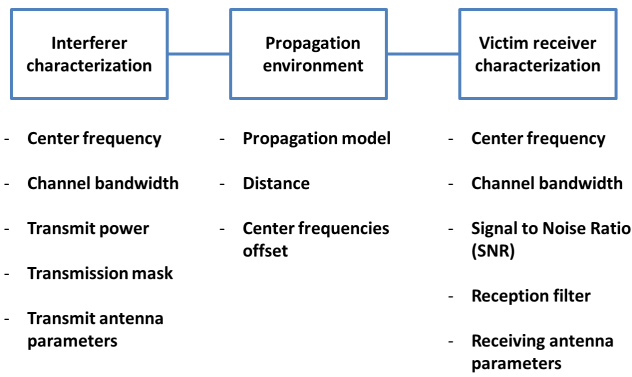 Interferer
characterization
Propagation
environment
Victim receiver
characterization
- Center frequency
- Channel bandwidth
- Transmit power
- Transmission mask
- Transmit antenna
parameters
- Propagation model
- Distance
- Center frequencies
offset
- Center frequency
- Channel bandwidth
- Signal to Noise Ratio
(SNR)
- Reception filter
- Receiving antenna
parameters